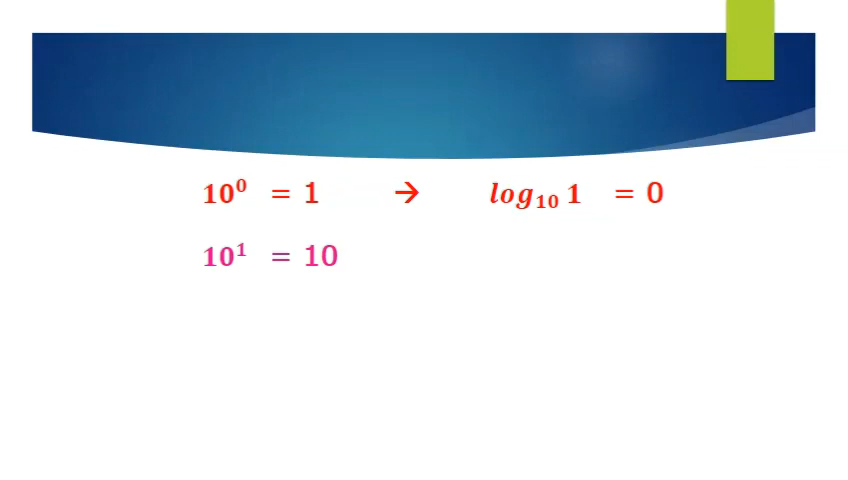 10⁰ = 1 → log₁₀ 1 = 0
10¹ = 10